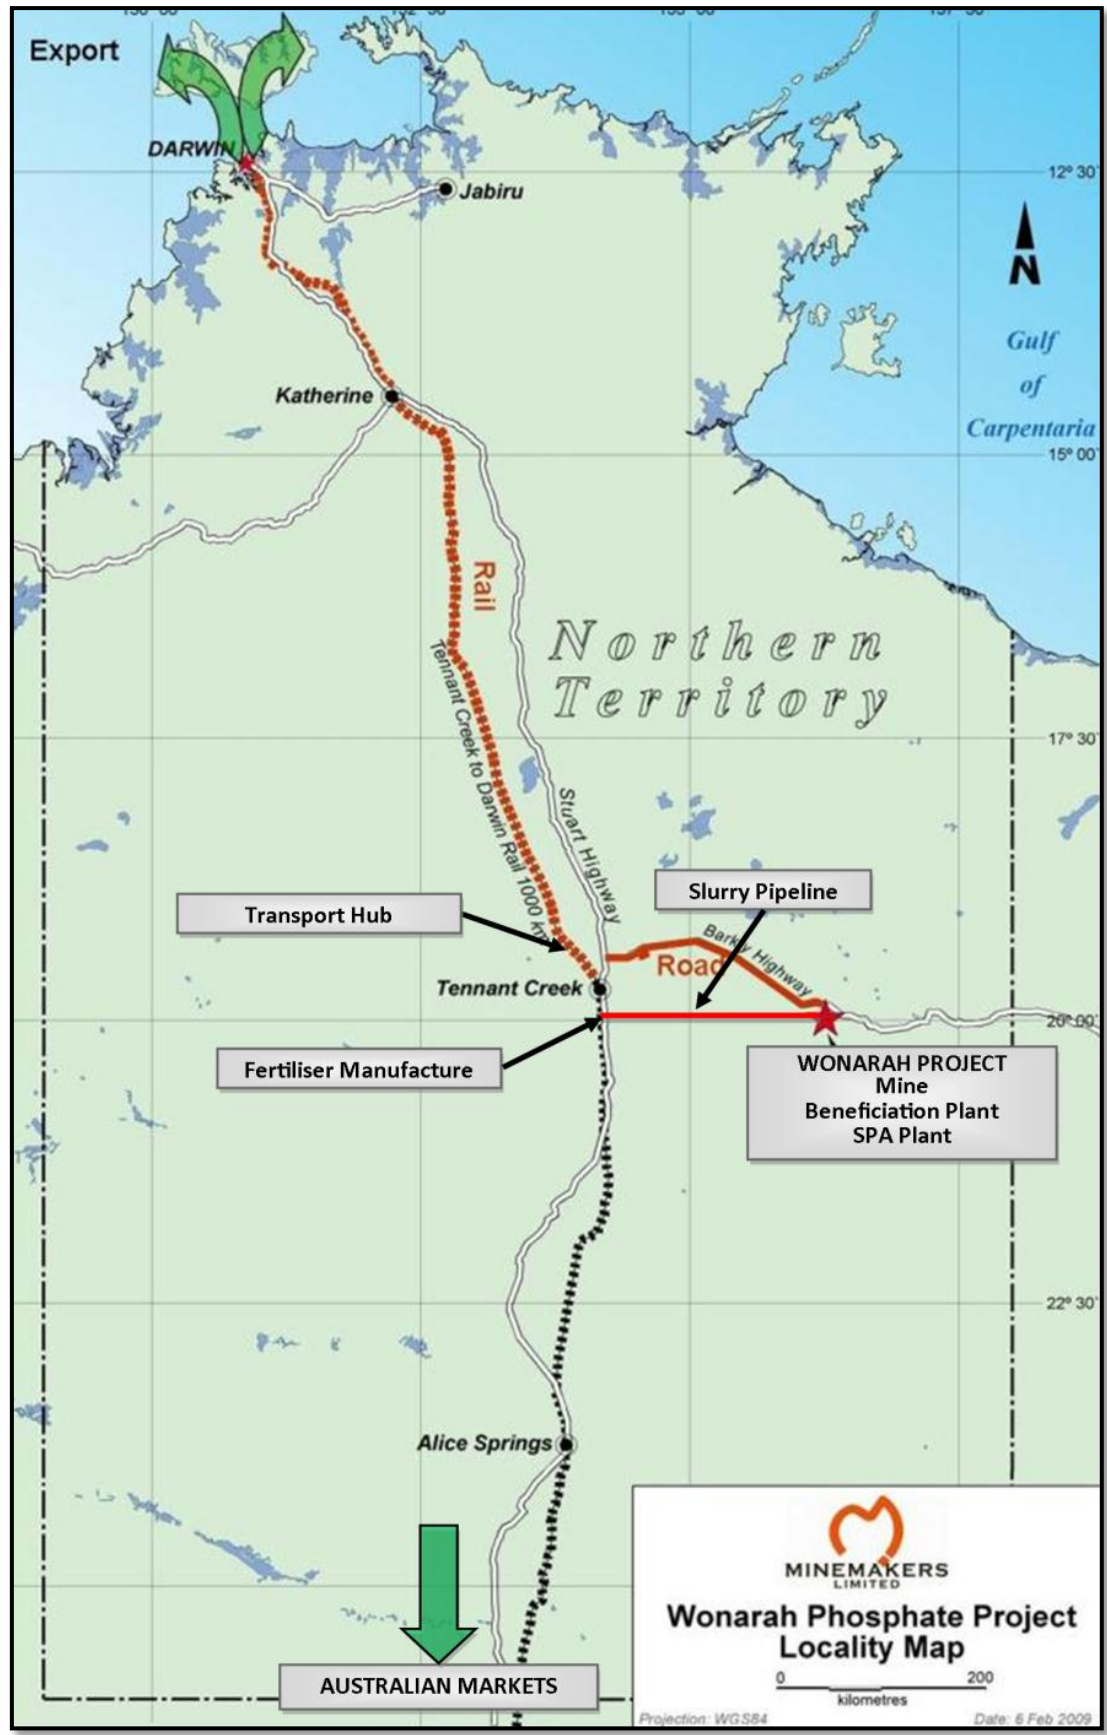 Export
DARWIN
Jabiru
12° 30'
N
Gulf
of
Carpentaria
Katherine
15° 00'
Rail
Northern
Territory
Tennant Creek to Darwin Rail 1000 km
17° 30'
Stuart Highway
Slurry Pipeline
Transport Hub
Barkly Highway
Road
Tennant Creek
20° 00'
Fertiliser Manufacture
WONARAH PROJECT
Mine
Beneficiation Plant
SPA Plant
22° 30'
Alice Springs
AUSTRALIAN MARKETS
MINEMAKERS
LIMITED
Wonarah Phosphate Project
Locality Map
0 200
kilometres
Projection: WGS84 Date: 6 Feb 2009